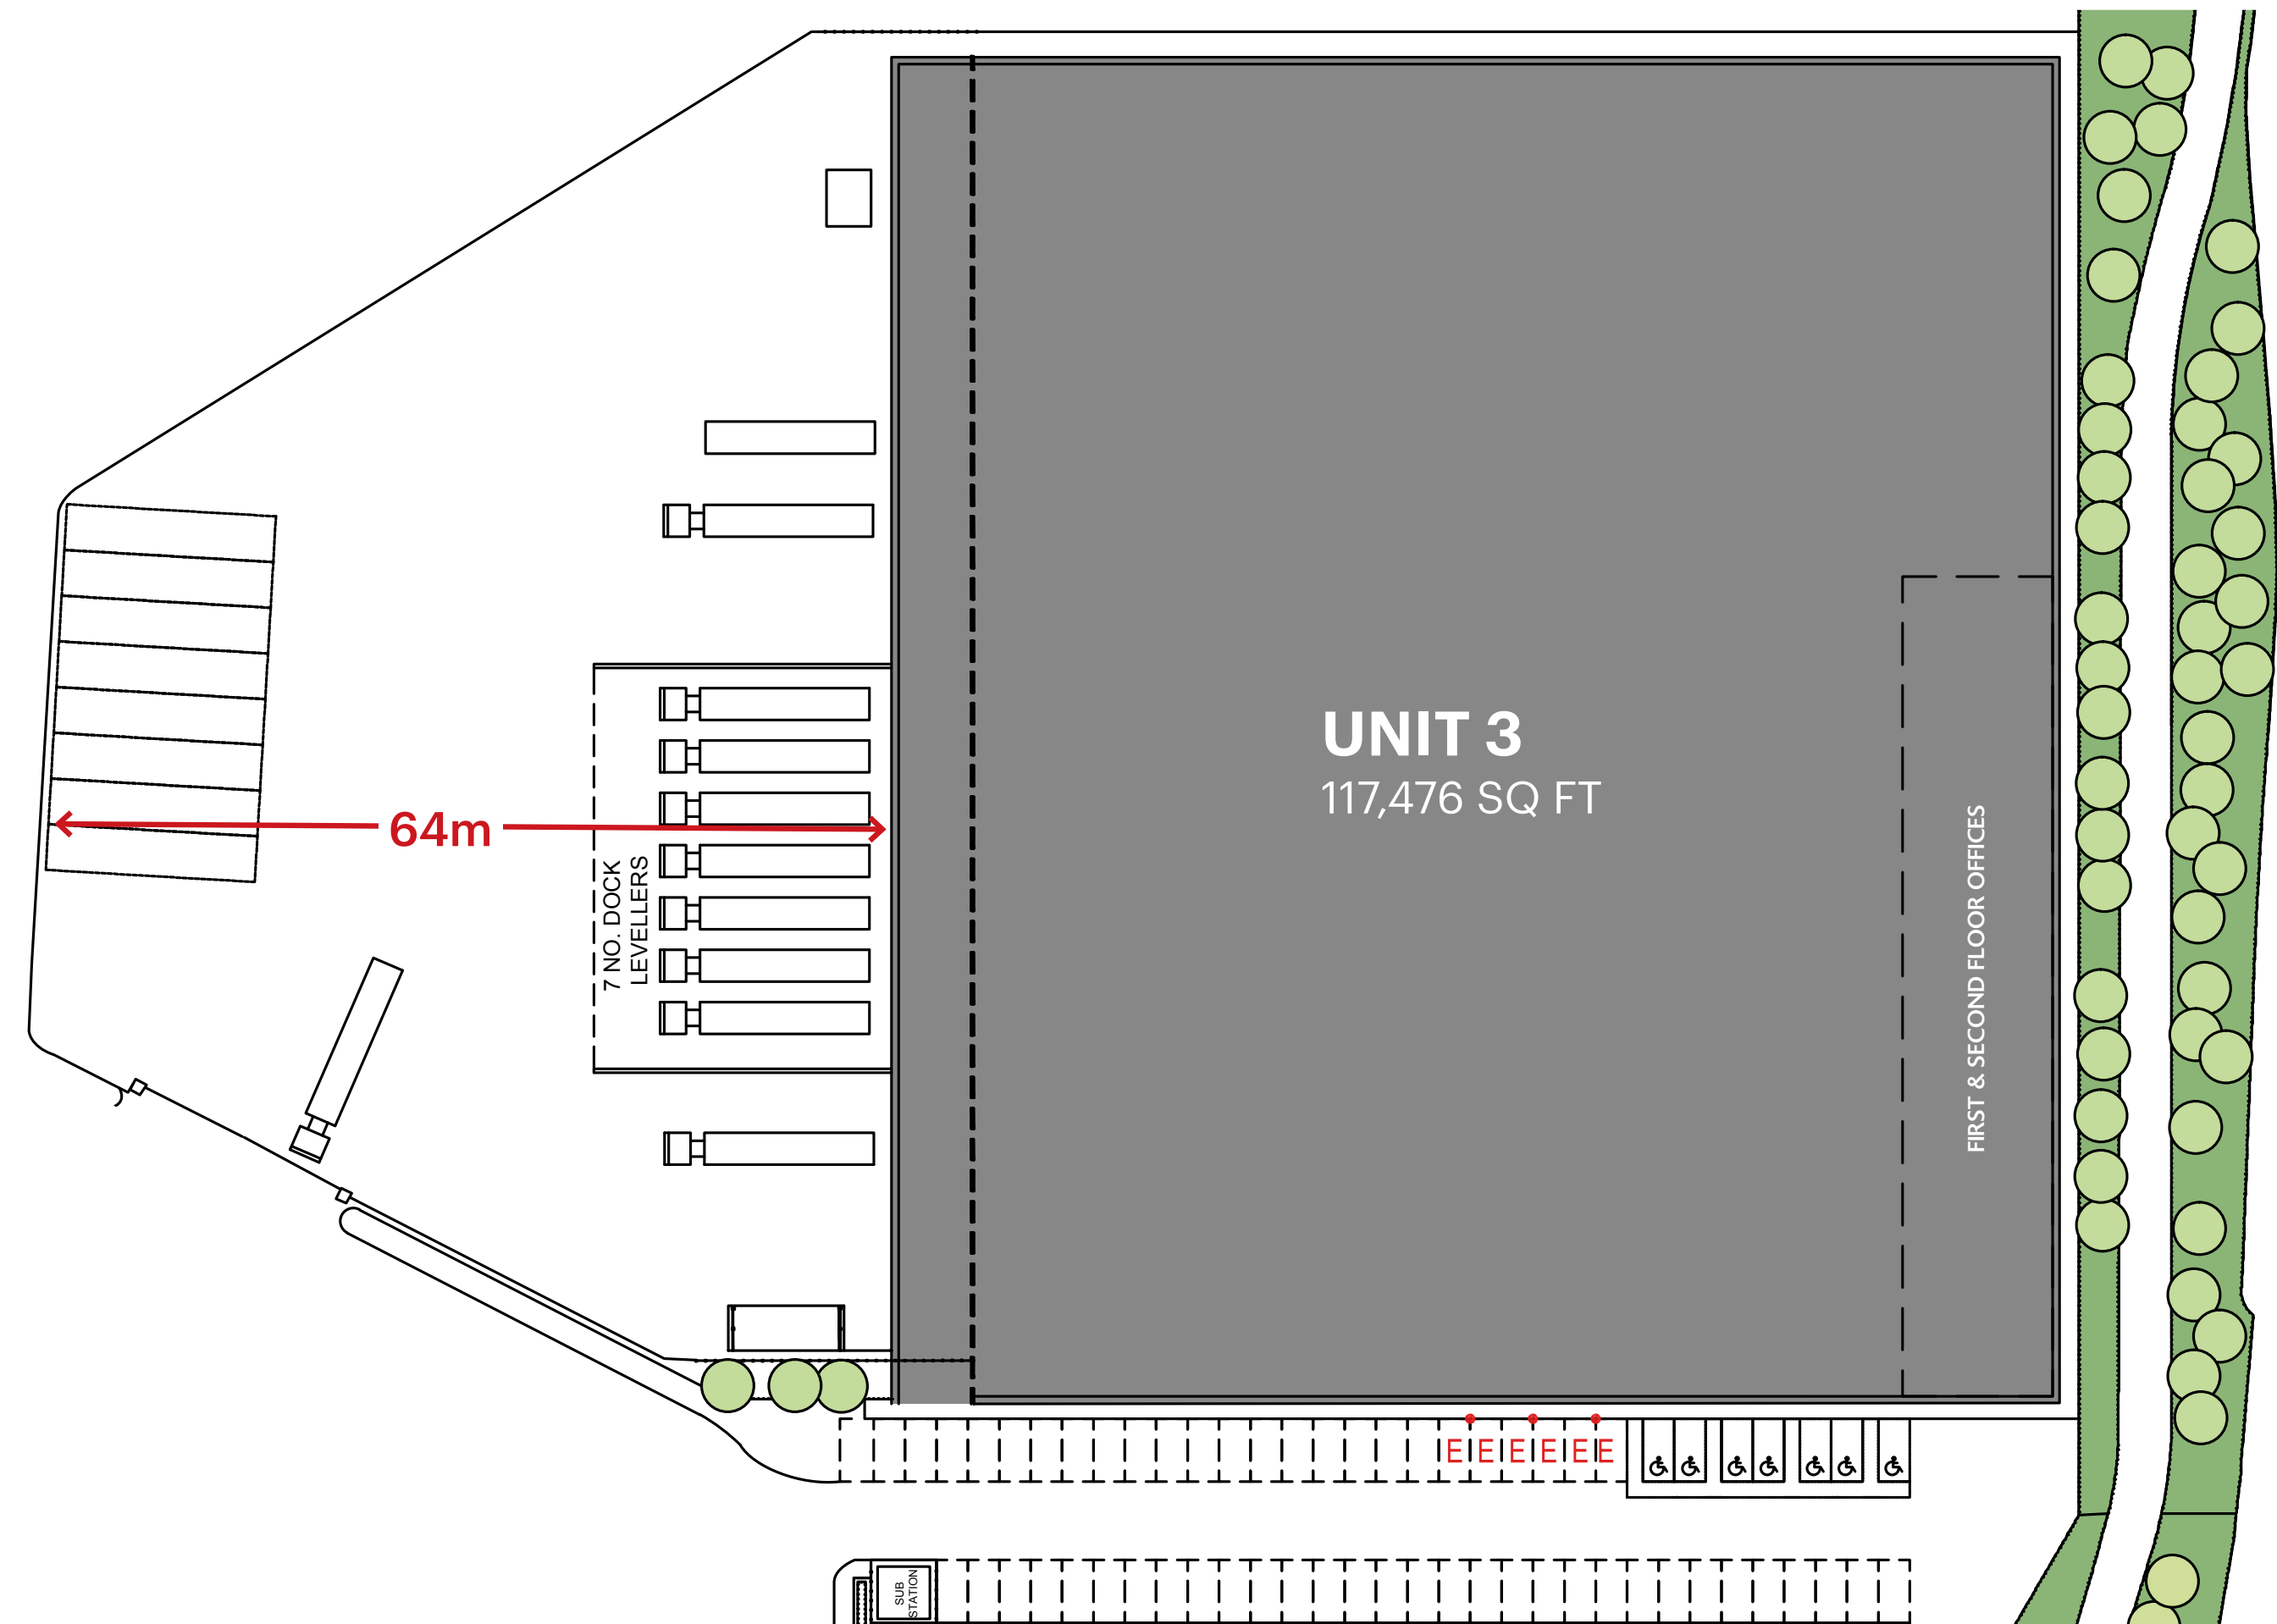 UNIT 3
117,476 SQ FT
64m
7 NO. DOCK
LEVELLERS
FIRST & SECOND FLOOR OFFICES
E E E E E E
SUB
STATION